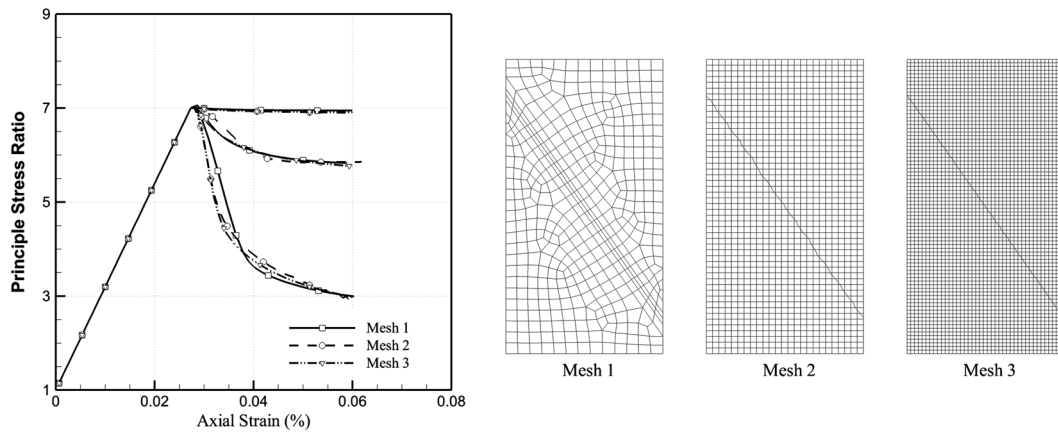 Principle Stress Ratio
9
7
5
3
1
0
0.02
0.04
0.06
0.08
Axial Strain (%)
Mesh 1
Mesh 2
Mesh 3
Mesh 1
Mesh 2
Mesh 3